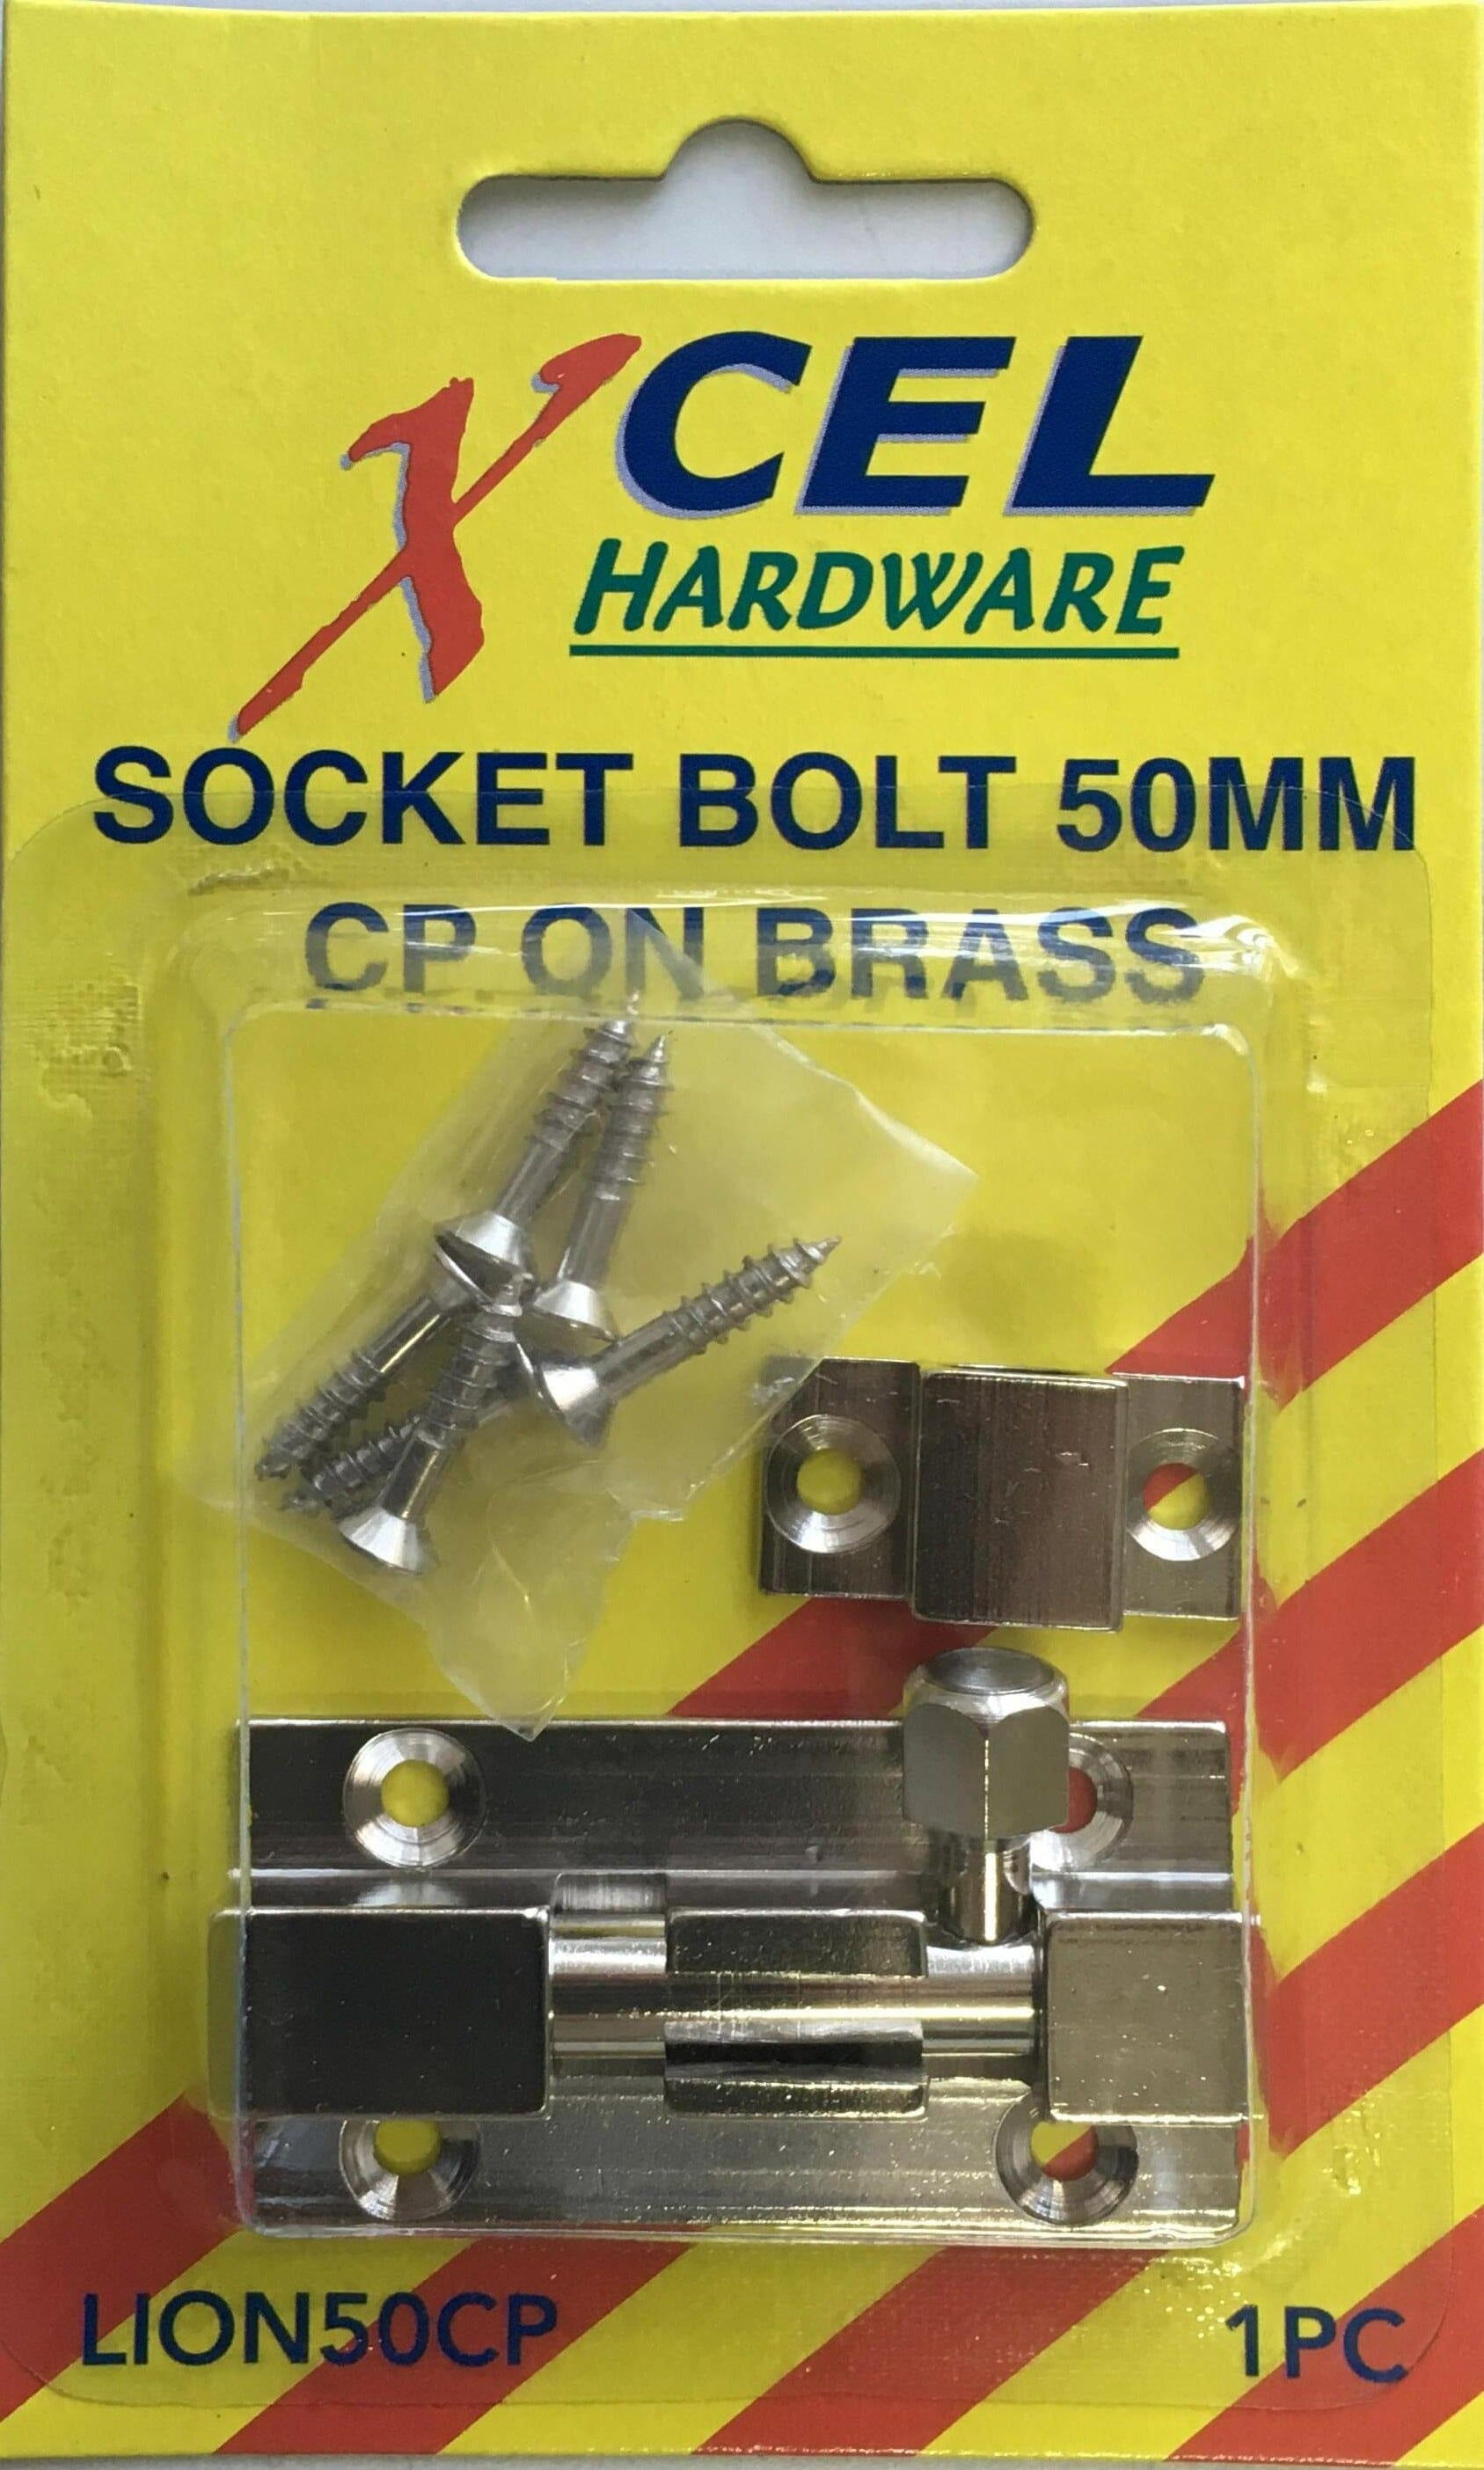 XCEL
HARDWARE
SOCKET BOLT 50MM
CP ON BRASS
LION50CP
1PC